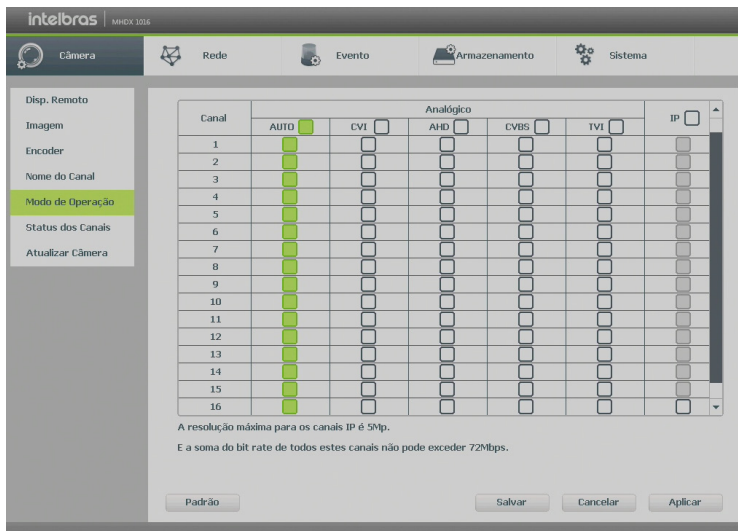 intelbras | MHDX 1016
Câmera Rede Evento Armazenamento Sistema
Disp. Remoto
Imagem
Encoder
Nome do Canal
Modo de Operação
Status dos Canais
Atualizar Câmera
Canal Analógico IP
AUTO CVI AHD CVBS TVI
1
2
3
4
5
6
7
8
9
10
11
12
13
14
15
16
A resolução máxima para os canais IP é 5Mp.
E a soma do bit rate de todos estes canais não pode exceder 72Mbps.
Padrão Salvar Cancelar Aplicar